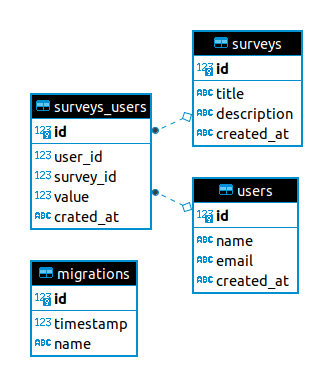 surveys
123 id
ABC title
ABC description
ABC created_at
surveys_users
123 id
123 user_id
123 survey_id
123 value
ABC crated_at
users
123 id
ABC name
ABC email
ABC created_at
migrations
123 id
123 timestamp
ABC name